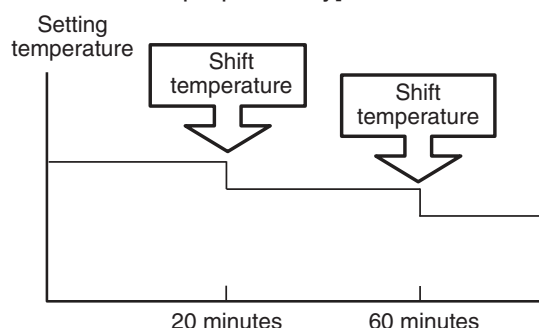 Setting
temperature
Shift
temperature
Shift
temperature
20 minutes
60 minutes